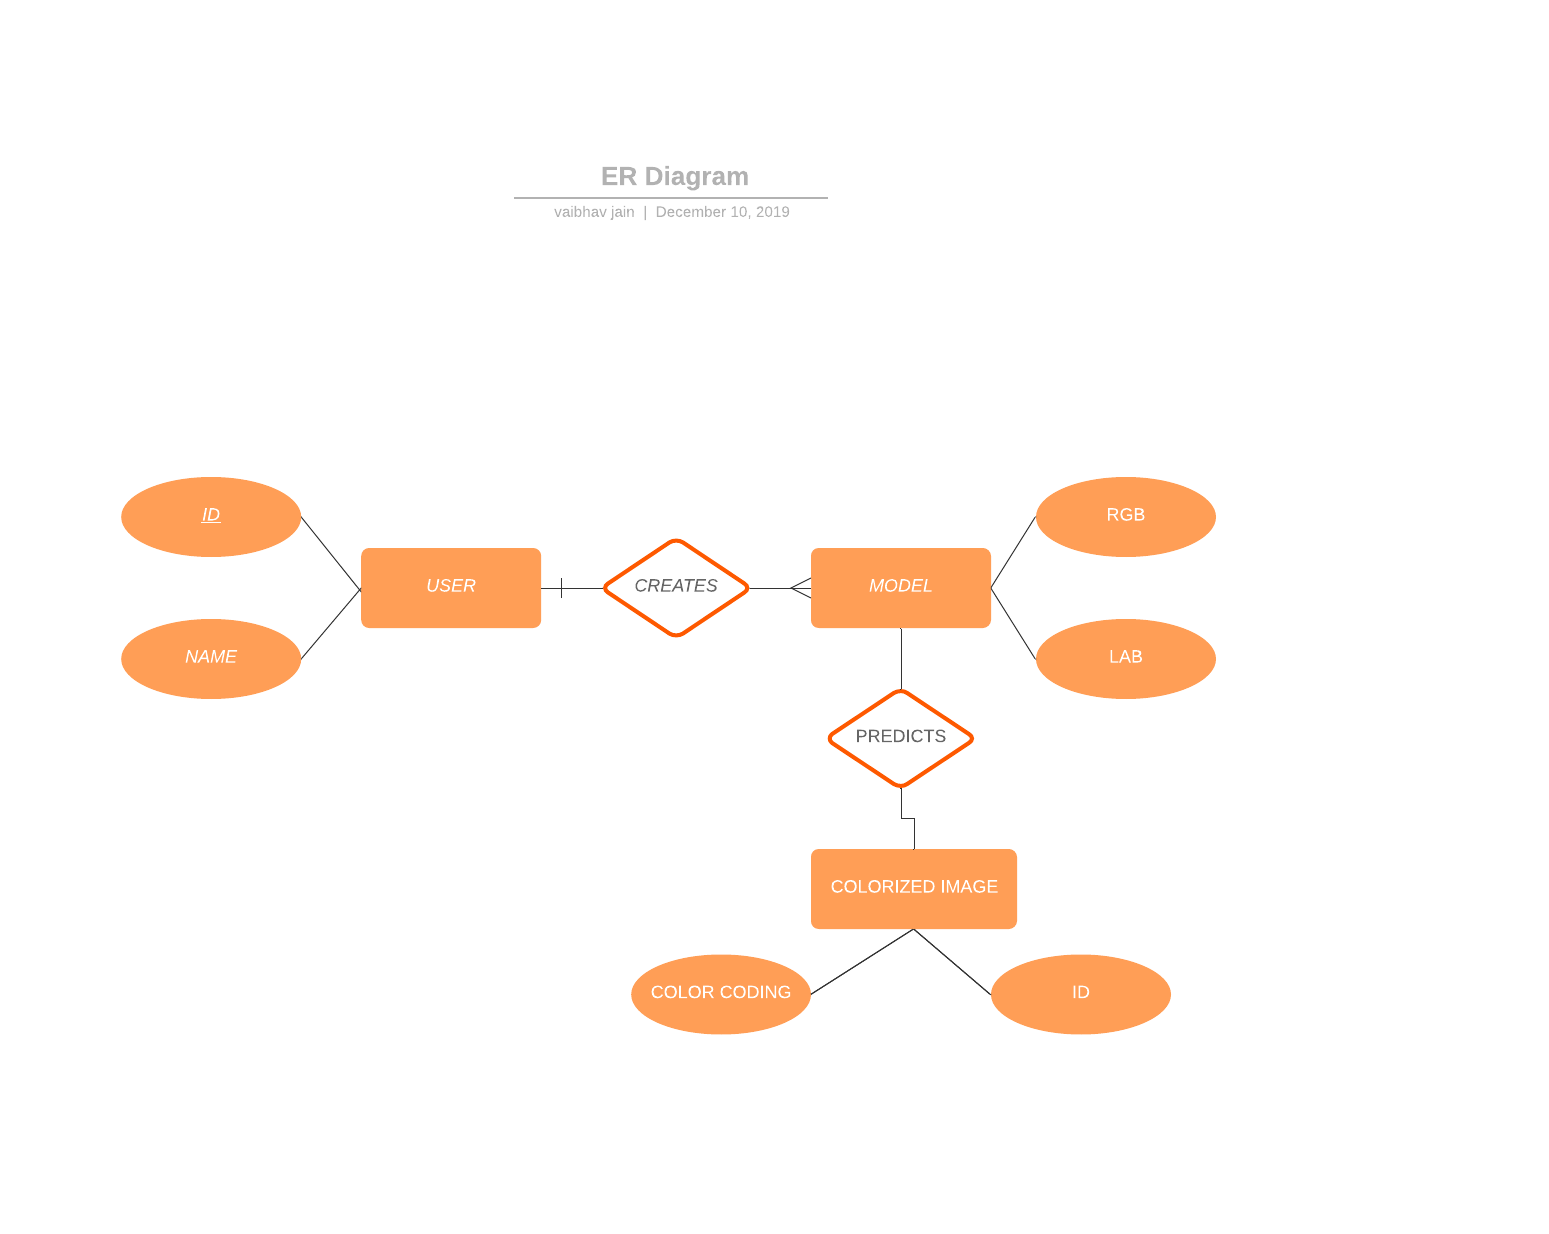 ER Diagram
vaibhav jain | December 10, 2019
ID
RGB
USER
CREATES
MODEL
NAME
LAB
PREDICTS
COLORIZED IMAGE
COLOR CODING
ID